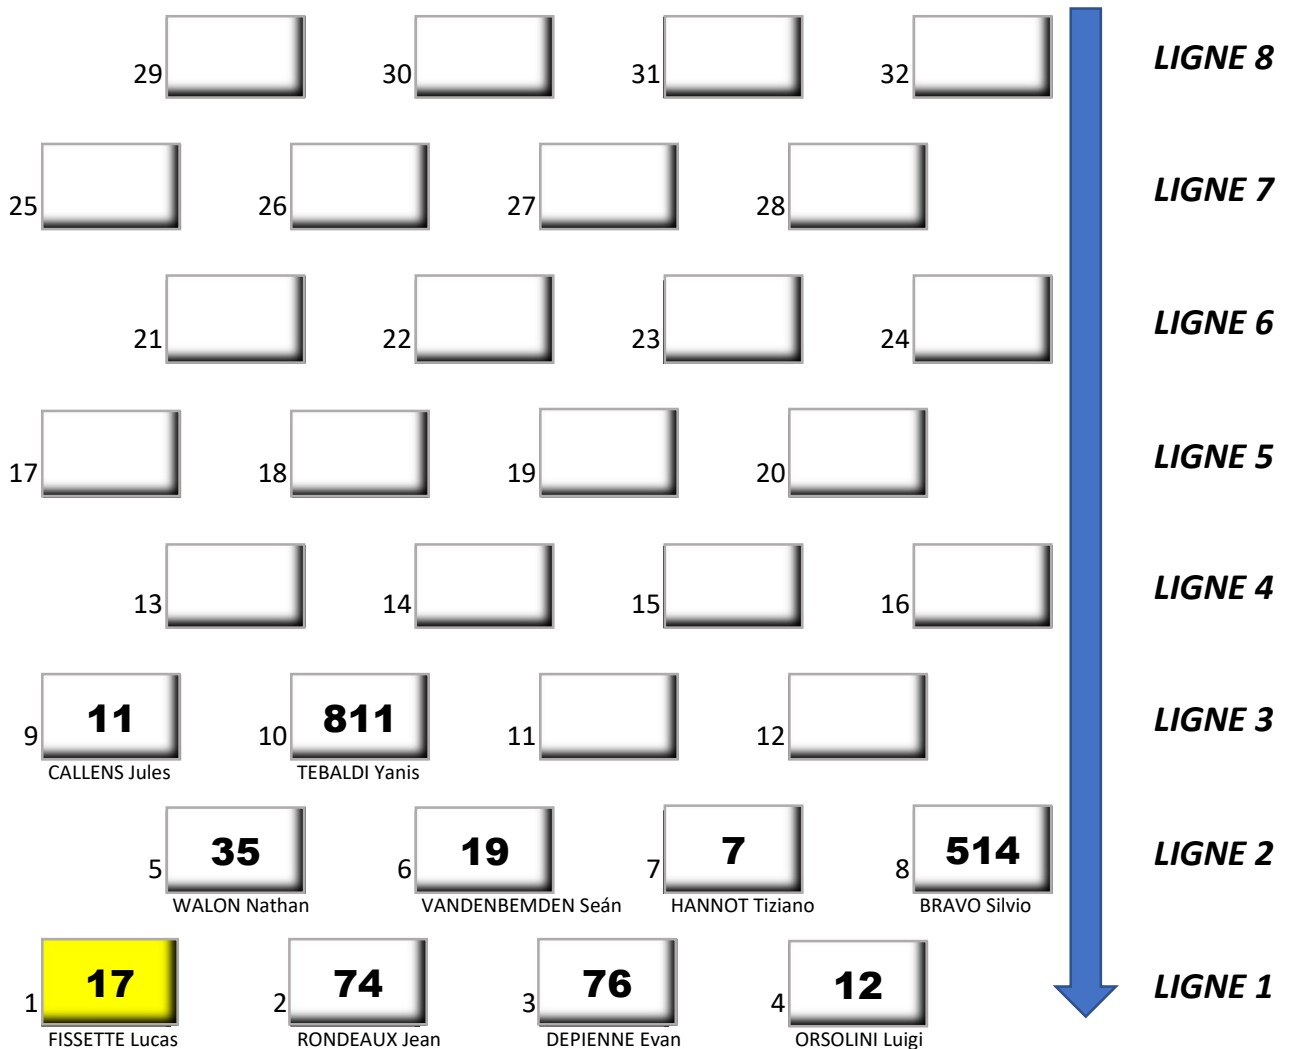 29 30 31 32 LIGNE 8
25 26 27 28 LIGNE 7
21 22 23 24 LIGNE 6
17 18 19 20 LIGNE 5
13 14 15 16 LIGNE 4
9 11 10 811 11 12 LIGNE 3
CALLENS Jules TEBALDI Yanis
5 35 6 19 7 7 8 514 LIGNE 2
WALON Nathan VANDENBEMDEN Seán HANNOT Tiziano BRAVO Silvio
1 17 2 74 3 76 4 12 LIGNE 1
FISSETTE Lucas RONDEAUX Jean DEPIENNE Evan ORSOLINI Luigi